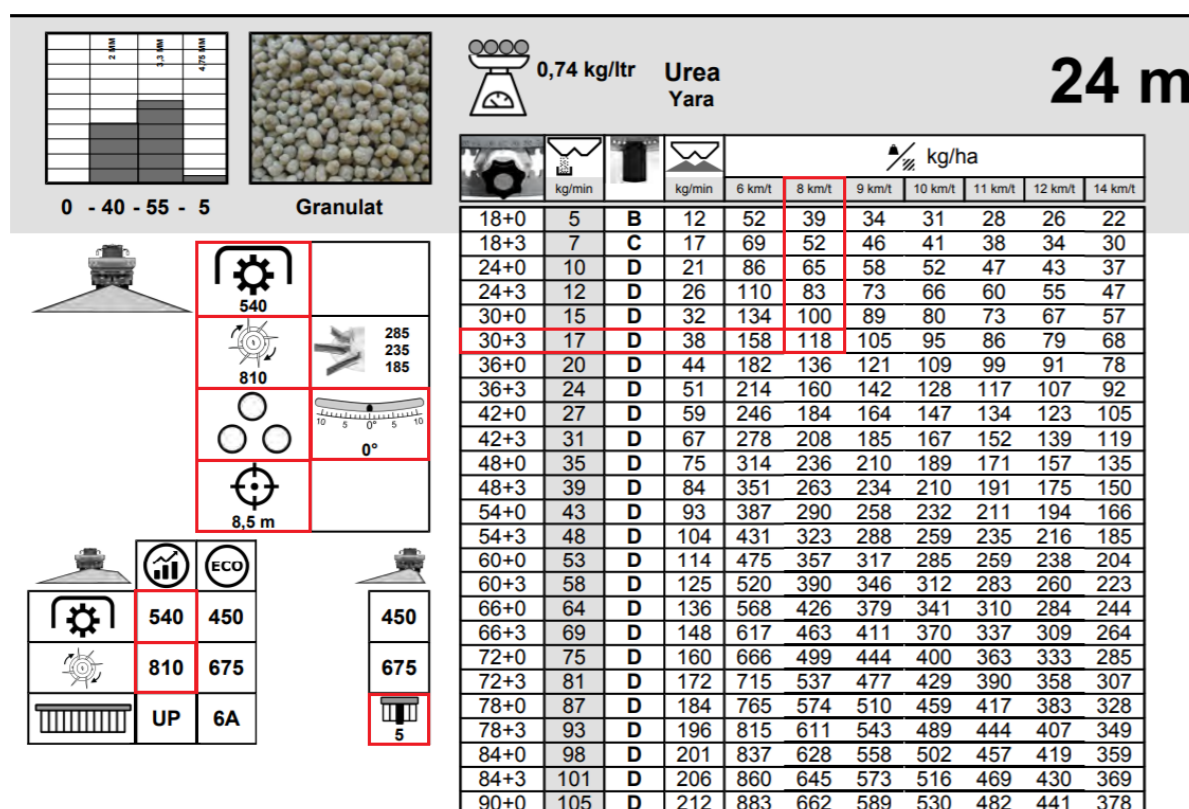 2 MM 3,3 MM 4,75 MM
0 - 40 - 55 - 5
Granulat
0,74 kg/ltr
Urea
Yara
24 m
540
810
285
235
185
10 5 0° 5 10
0°
8,5 m
ECO
540 450 450
810 675 675
UP 6A
5
kg/ha
kg/min kg/min 6 km/t 8 km/t 9 km/t 10 km/t 11 km/t 12 km/t 14 km/t
18+0 5 B 12 52 39 34 31 28 26 22
18+3 7 C 17 69 52 46 41 38 34 30
24+0 10 D 21 86 65 58 52 47 43 37
24+3 12 D 26 110 83 73 66 60 55 47
30+0 15 D 32 134 100 89 80 73 67 57
30+3 17 D 38 158 118 105 95 86 79 68
36+0 20 D 44 182 136 121 109 99 91 78
36+3 24 D 51 214 160 142 128 117 107 92
42+0 27 D 59 246 184 164 147 134 123 105
42+3 31 D 67 278 208 185 167 152 139 119
48+0 35 D 75 314 236 210 189 171 157 135
48+3 39 D 84 351 263 234 210 191 175 150
54+0 43 D 93 387 290 258 232 211 194 166
54+3 48 D 104 431 323 288 259 235 216 185
60+0 53 D 114 475 357 317 285 259 238 204
60+3 58 D 125 520 390 346 312 283 260 223
66+0 64 D 136 568 426 379 341 310 284 244
66+3 69 D 148 617 463 411 370 337 309 264
72+0 75 D 160 666 499 444 400 363 333 285
72+3 81 D 172 715 537 477 429 390 358 307
78+0 87 D 184 765 574 510 459 417 383 328
78+3 93 D 196 815 611 543 489 444 407 349
84+0 98 D 201 837 628 558 502 457 419 359
84+3 101 D 206 860 645 573 516 469 430 369
90+0 105 D 212 883 662 589 530 482 441 378